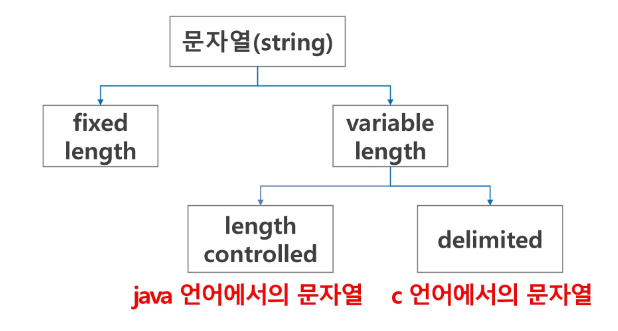 문자열(string)
fixed
length
variable
length
length
controlled
delimited
java 언어에서의 문자열
c 언어에서의 문자열